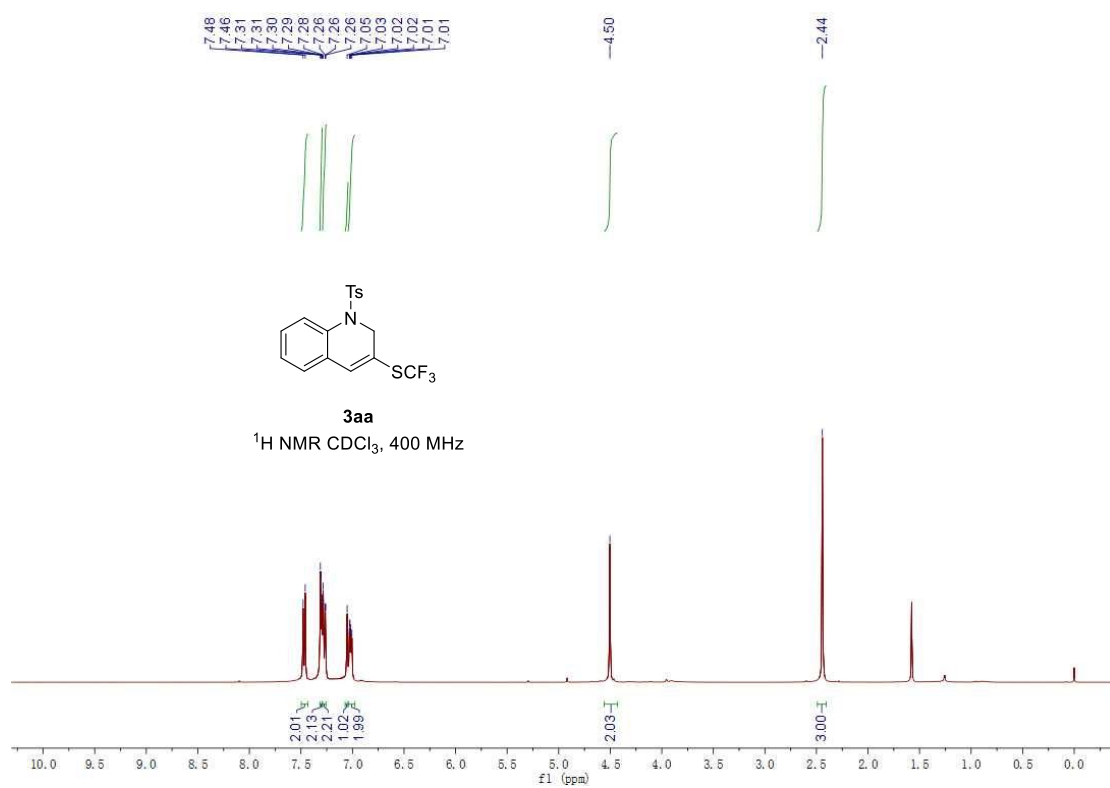 7.48 7.46 7.31 7.31 7.30 7.29 7.28 7.26 7.26 7.26 7.05 7.03 7.02 7.02 7.01 7.01 4.50 2.44
Ts
N
SCF3
3aa
1H NMR CDCl3, 400 MHz
2.01 2.13 2.21 1.02 1.99 2.03 3.00
10.0 9.5 9.0 8.5 8.0 7.5 7.0 6.5 6.0 5.5 5.0 4.5 4.0 3.5 3.0 2.5 2.0 1.5 1.0 0.5 0.0
f1 (ppm)